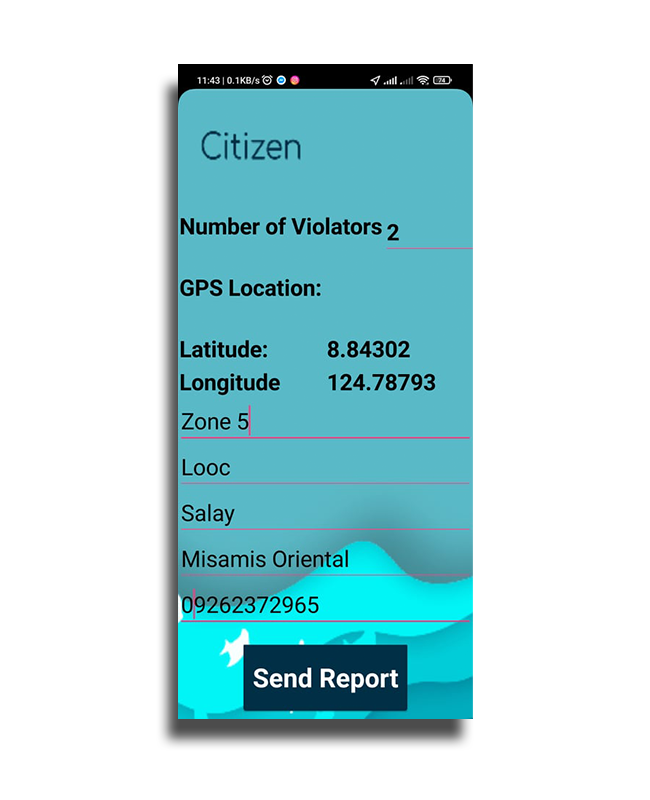 11:43 | 0.1KB/s
74
Citizen
Number of Violators 2
GPS Location:
Latitude: 8.84302
Longitude 124.78793
Zone 5
Looc
Salay
Misamis Oriental
09262372965
Send Report